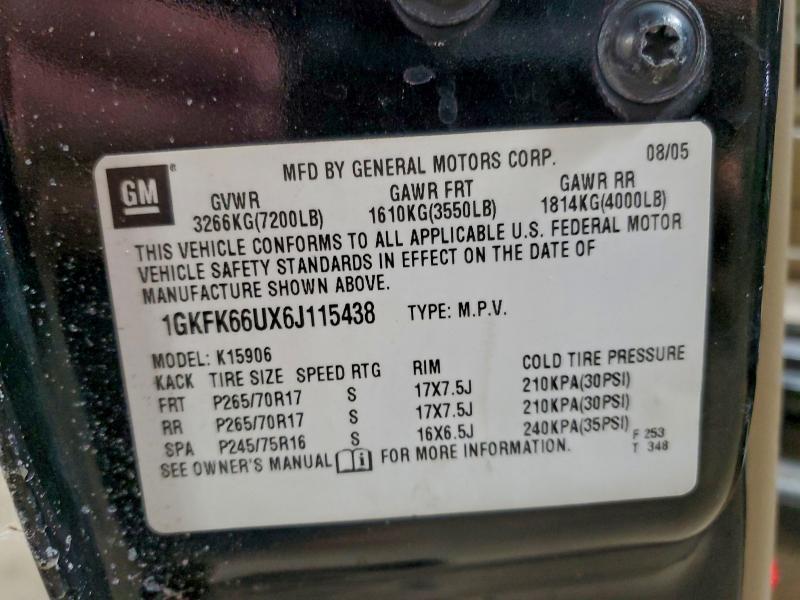 GM
MFD BY GENERAL MOTORS CORP. 08/05
GVWR GAWR FRT GAWR RR
3266KG(7200LB) 1610KG(3550LB) 1814KG(4000LB)
THIS VEHICLE CONFORMS TO ALL APPLICABLE U.S. FEDERAL MOTOR
VEHICLE SAFETY STANDARDS IN EFFECT ON THE DATE OF
MANUFACTURE SHOWN ABOVE.
1GKFK66UX6J115438 TYPE: M.P.V.
MODEL: K15906
KACK TIRE SIZE SPEED RTG RIM COLD TIRE PRESSURE
FRT P265/70R17 S 17X7.5J 210KPA(30PSI)
RR P265/70R17 S 17X7.5J 210KPA(30PSI)
SPA P245/75R16 S 16X6.5J 240KPA(35PSI)
SEE OWNER'S MANUAL FOR MORE INFORMATION.
F 253
T 348